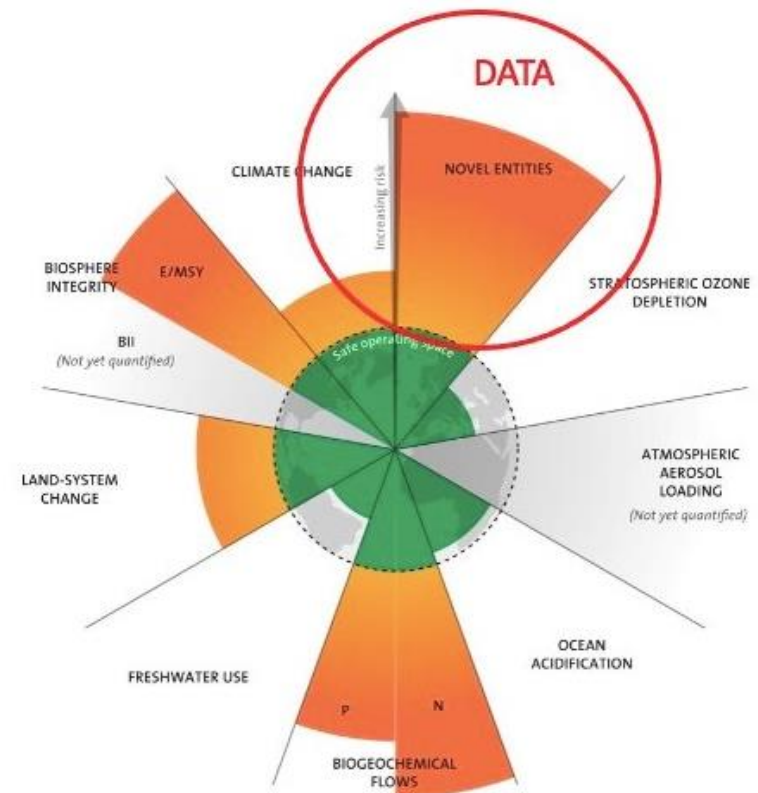 DATA
CLIMATE CHANGE
Increasing risk
NOVEL ENTITIES
BIOSPHERE
INTEGRITY
E/MSY
STRATOSPHERIC OZONE
DEPLETION
BII
(Not yet quantified)
Safe operating space
LAND-SYSTEM
CHANGE
ATMOSPHERIC
AEROSOL
LOADING
(Not yet quantified)
FRESHWATER USE
OCEAN
ACIDIFICATION
P
N
BIOGEOCHEMICAL
FLOWS